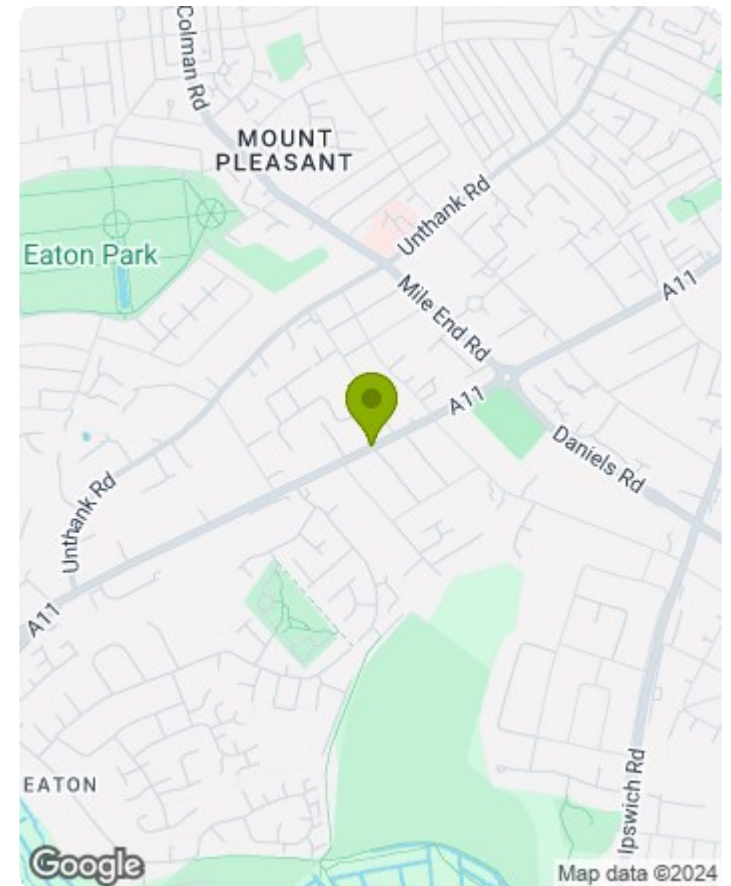 Colman Rd
MOUNT
PLEASANT
Unthank Rd
Eaton Park
A11
Mile End Rd
A11
Daniels Rd
Unthank Rd
A11
EATON
Ipswich Rd
Google
Map data ©2024